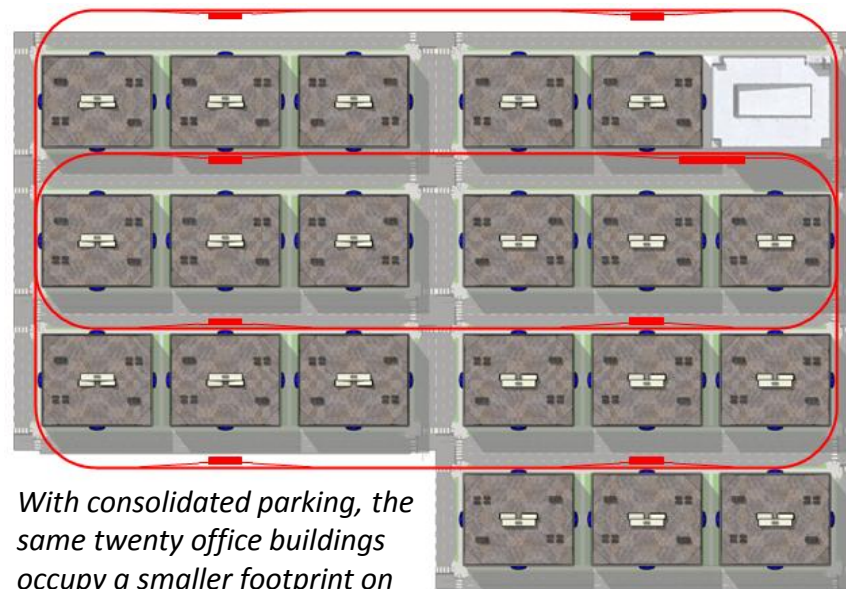 With consolidated parking, the
same twenty office buildings
occupy a smaller footprint on